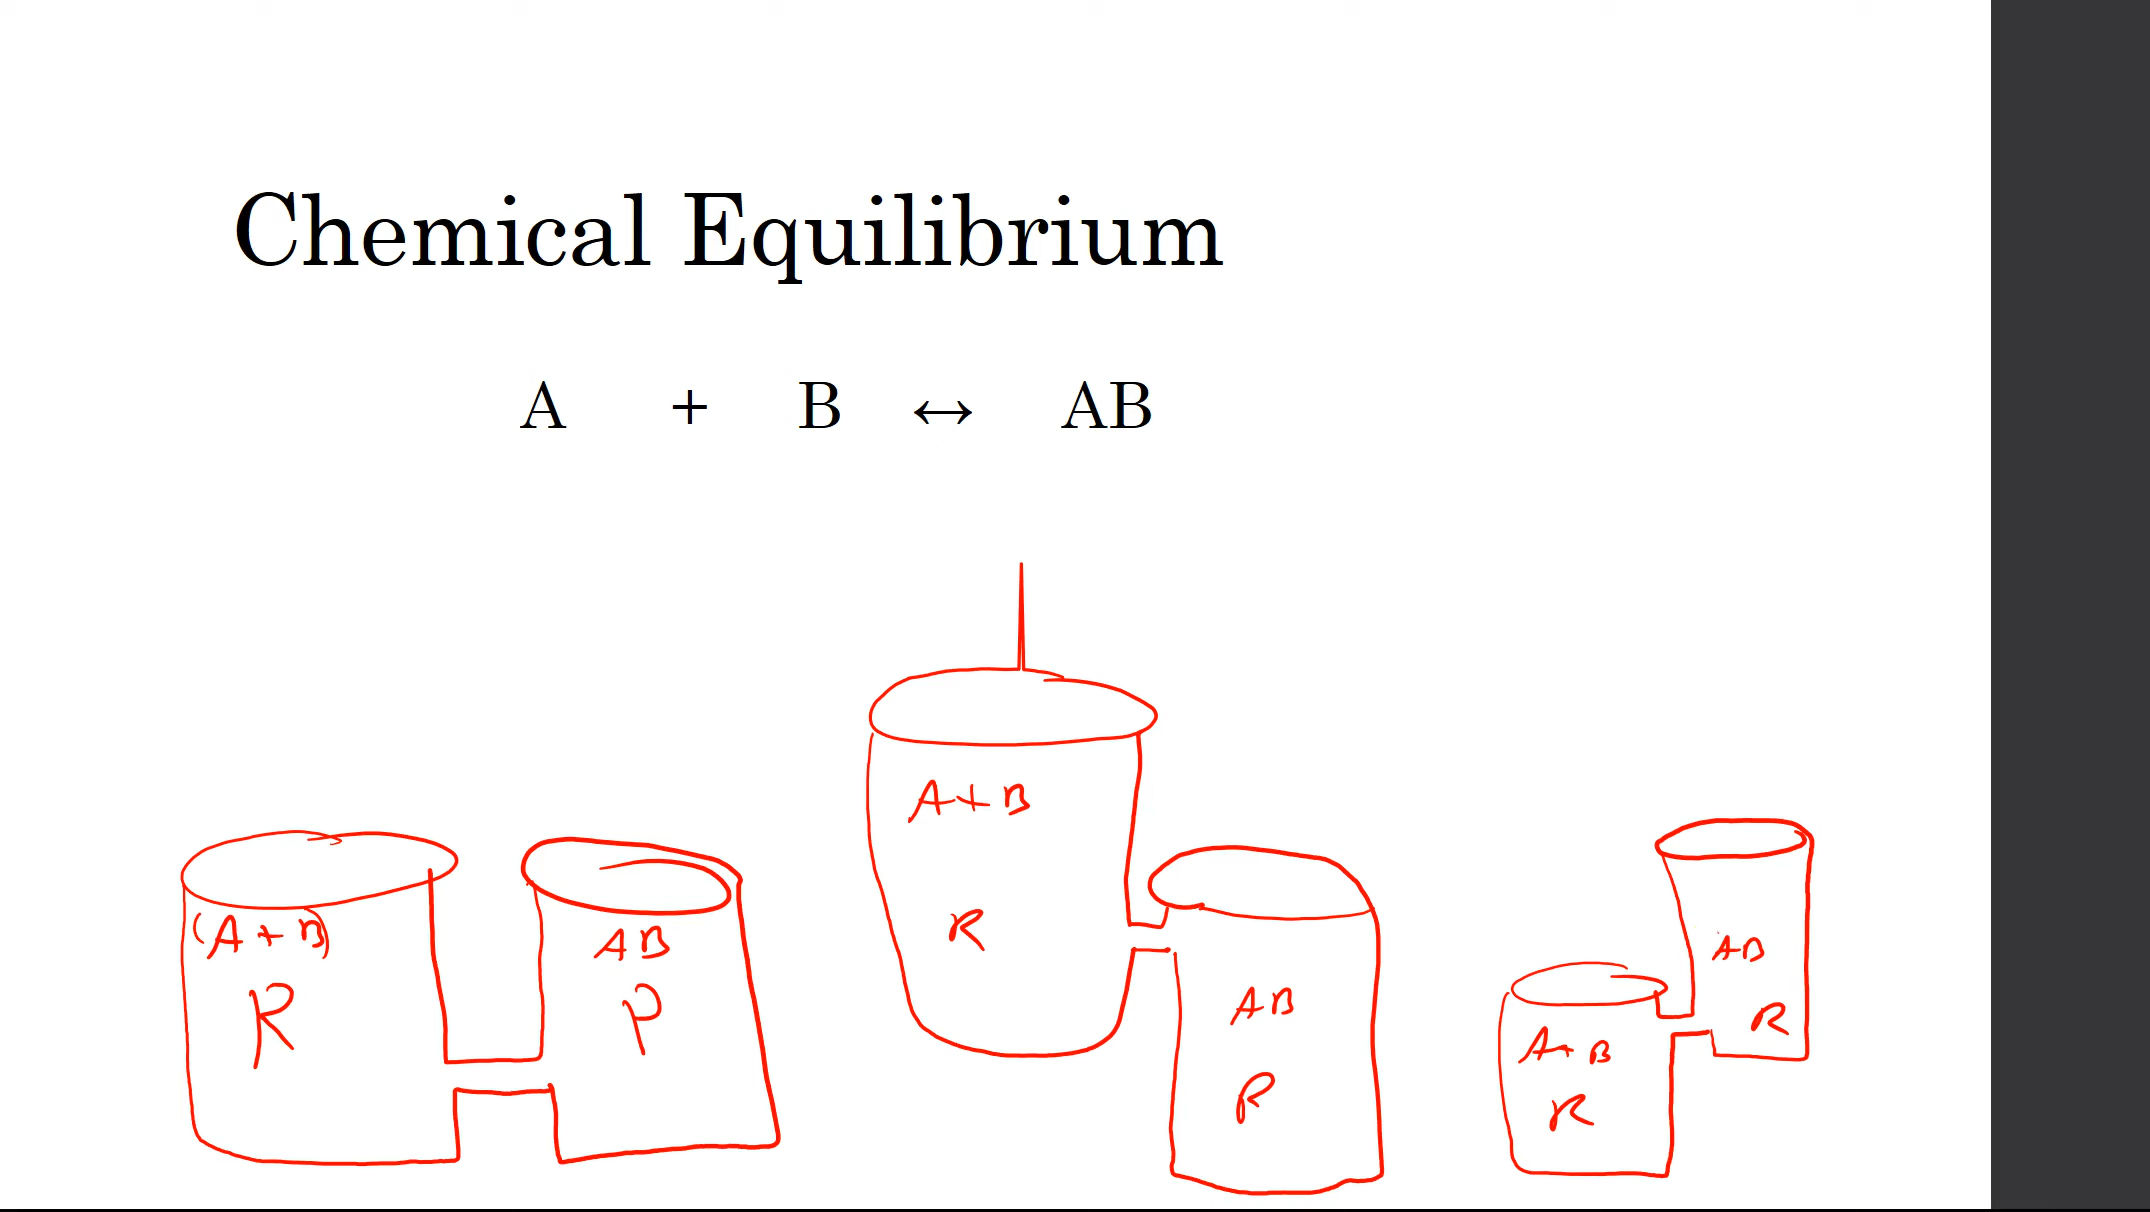 Chemical Equilibrium
A + B ↔ AB
(A + B)
R
AB
P
A+B
R
AB
P
A+B
R
AB
R